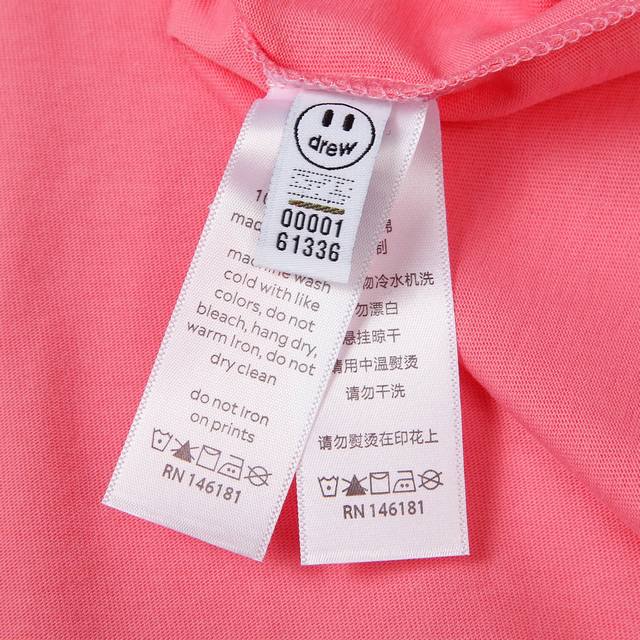 drew
00001
61336
machine wash
cold with like
colors, do not
bleach, hang dry,
warm Iron, do not
dry clean
do not Iron
on prints
RN 146181
勿冷水机洗
勿漂白
悬挂晾干
请用中温熨烫
请勿干洗
请勿熨烫在印花上
RN 146181